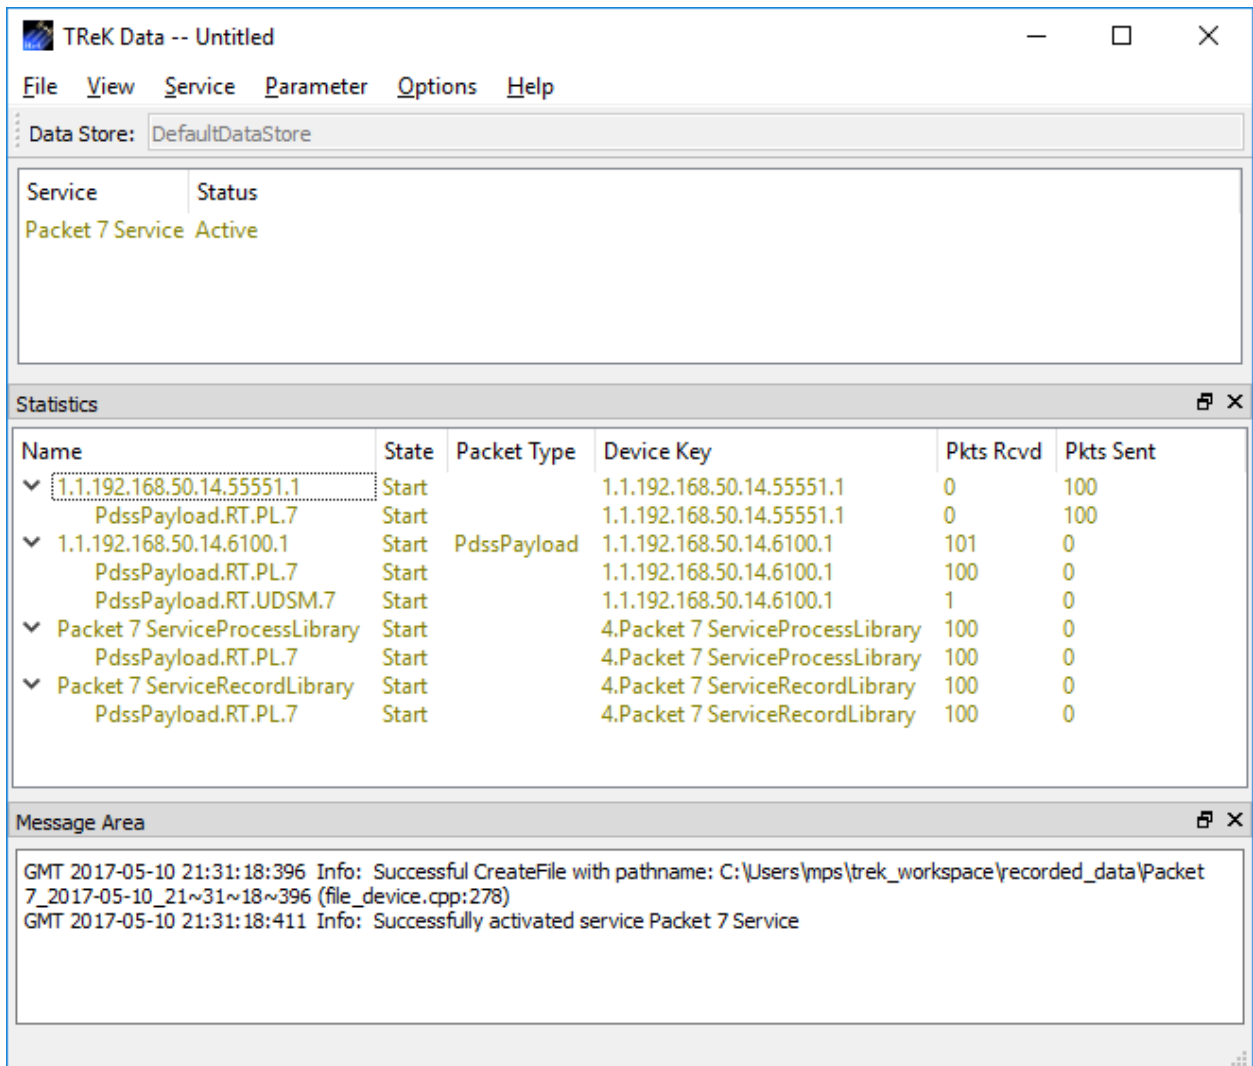 TReK Data -- Untitled
File View Service Parameter Options Help
Data Store: DefaultDataStore
Service Status
Packet 7 Service Active
Statistics
Name State Packet Type Device Key Pkts Rcvd Pkts Sent
1.1.192.168.50.14.55551.1 Start 1.1.192.168.50.14.55551.1 0 100
PdssPayload.RT.PL.7 Start 1.1.192.168.50.14.55551.1 0 100
1.1.192.168.50.14.6100.1 Start PdssPayload 1.1.192.168.50.14.6100.1 101 0
PdssPayload.RT.PL.7 Start 1.1.192.168.50.14.6100.1 100 0
PdssPayload.RT.UDSM.7 Start 1.1.192.168.50.14.6100.1 1 0
Packet 7 ServiceProcessLibrary Start 4.Packet 7 ServiceProcessLibrary 100 0
PdssPayload.RT.PL.7 Start 4.Packet 7 ServiceProcessLibrary 100 0
Packet 7 ServiceRecordLibrary Start 4.Packet 7 ServiceRecordLibrary 100 0
PdssPayload.RT.PL.7 Start 4.Packet 7 ServiceRecordLibrary 100 0
Message Area
GMT 2017-05-10 21:31:18:396 Info: Successful CreateFile with pathname: C:\Users\mps\trek_workspace\recorded_data\Packet
7_2017-05-10_21~31~18~396 (file_device.cpp:278)
GMT 2017-05-10 21:31:18:411 Info: Successfully activated service Packet 7 Service